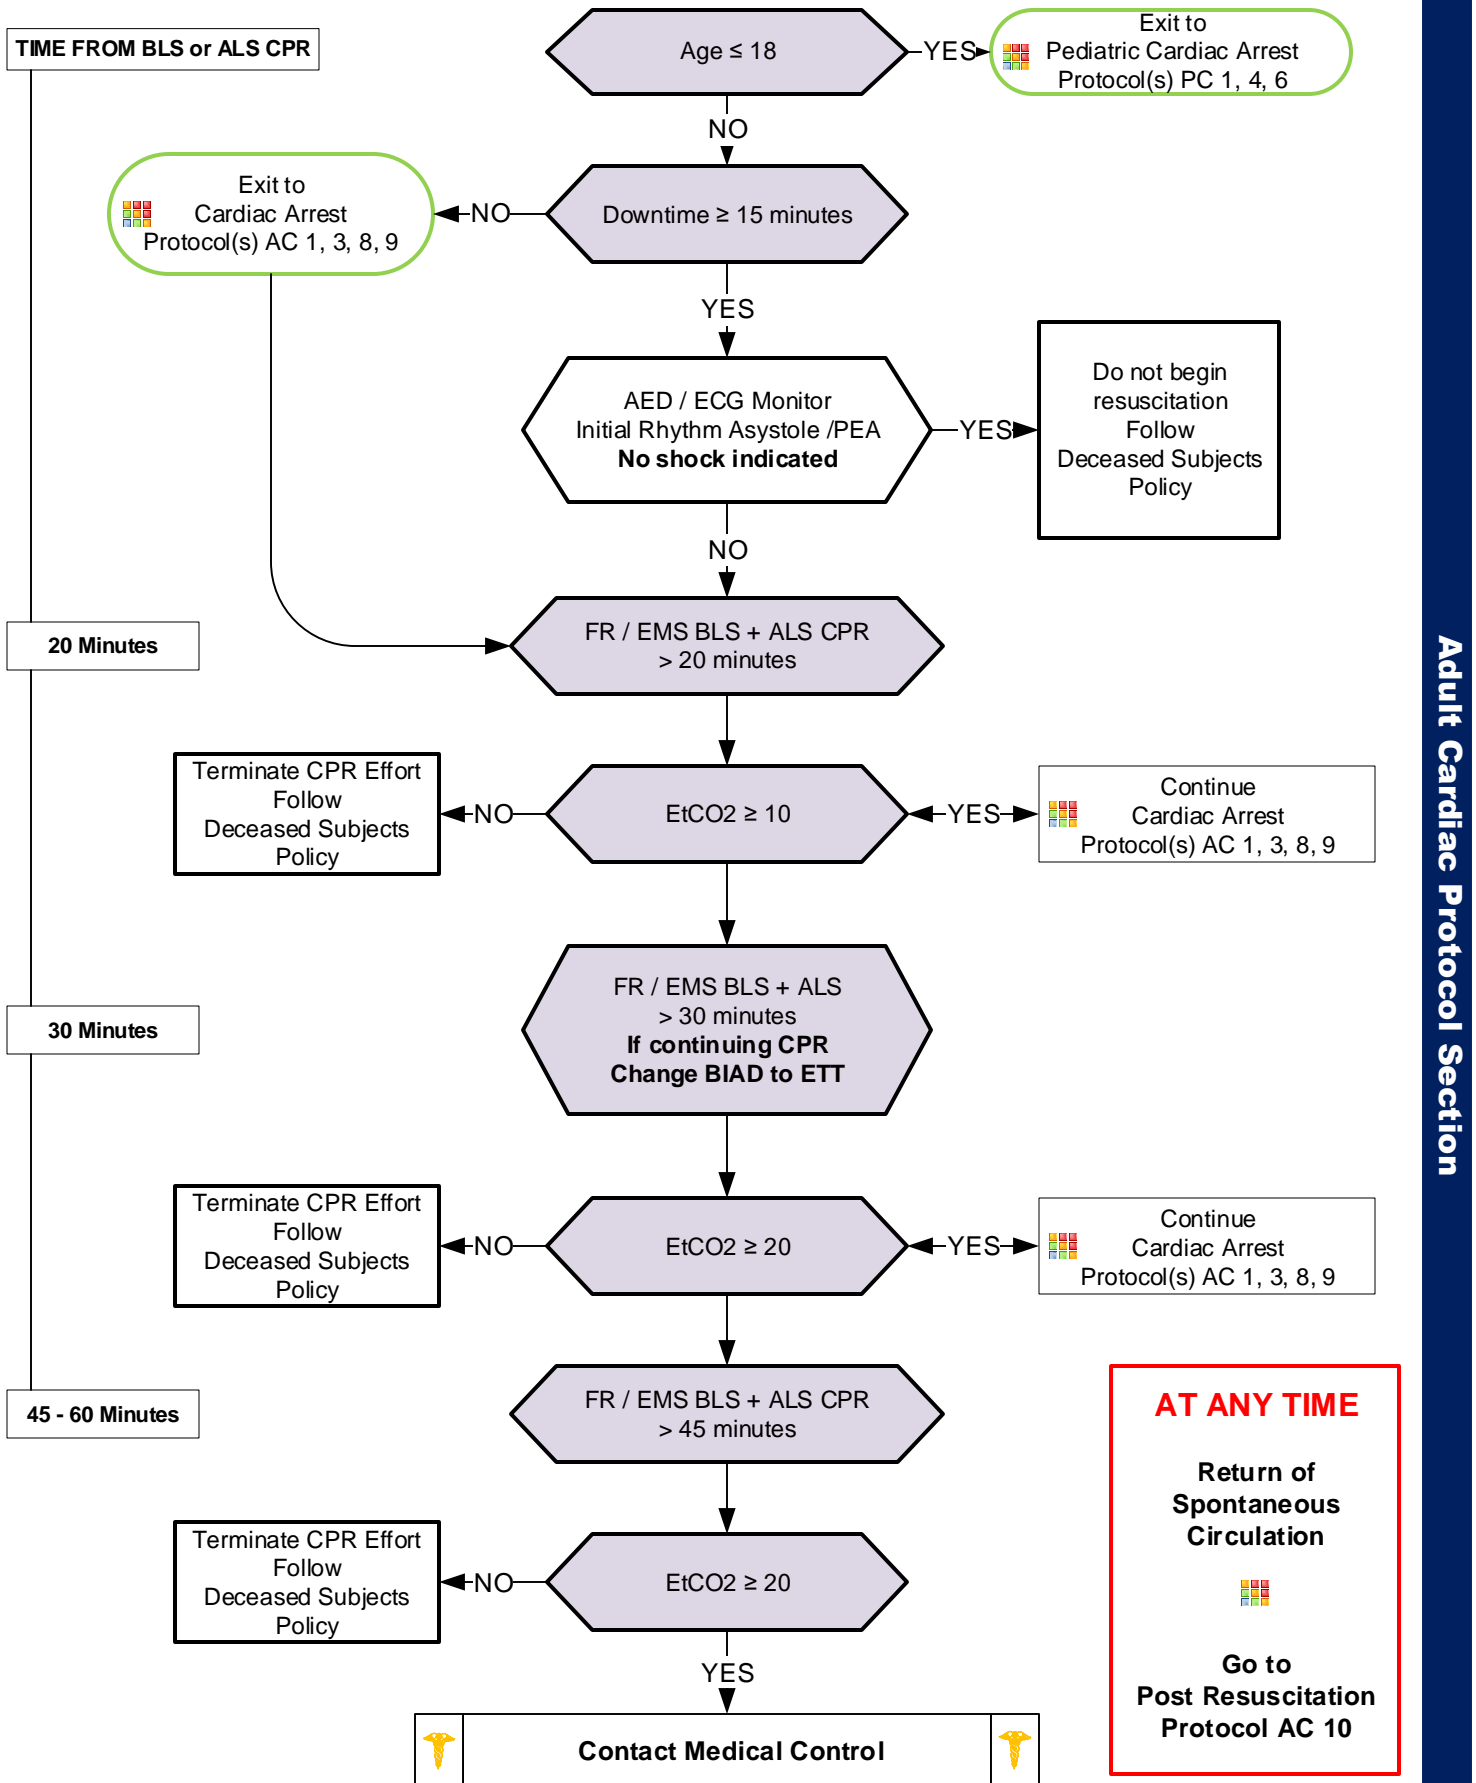 TIME FROM BLS or ALS CPR
Age ≤ 18
YES
Exit to
Pediatric Cardiac Arrest
Protocol(s) PC 1, 4, 6
NO
Exit to
Cardiac Arrest
Protocol(s) AC 1, 3, 8, 9
NO
Downtime ≥ 15 minutes
YES
AED / ECG Monitor
Initial Rhythm Asystole /PEA
No shock indicated
YES
Do not begin
resuscitation
Follow
Deceased Subjects
Policy
NO
20 Minutes
FR / EMS BLS + ALS CPR
> 20 minutes
Terminate CPR Effort
Follow
Deceased Subjects
Policy
NO
EtCO2 ≥ 10
YES
Continue
Cardiac Arrest
Protocol(s) AC 1, 3, 8, 9
30 Minutes
FR / EMS BLS + ALS
> 30 minutes
If continuing CPR
Change BIAD to ETT
Terminate CPR Effort
Follow
Deceased Subjects
Policy
NO
EtCO2 ≥ 20
YES
Continue
Cardiac Arrest
Protocol(s) AC 1, 3, 8, 9
45 - 60 Minutes
FR / EMS BLS + ALS CPR
> 45 minutes
Terminate CPR Effort
Follow
Deceased Subjects
Policy
NO
EtCO2 ≥ 20
YES
Contact Medical Control
AT ANY TIME
Return of
Spontaneous
Circulation
Go to
Post Resuscitation
Protocol AC 10
Adult Cardiac Protocol Section